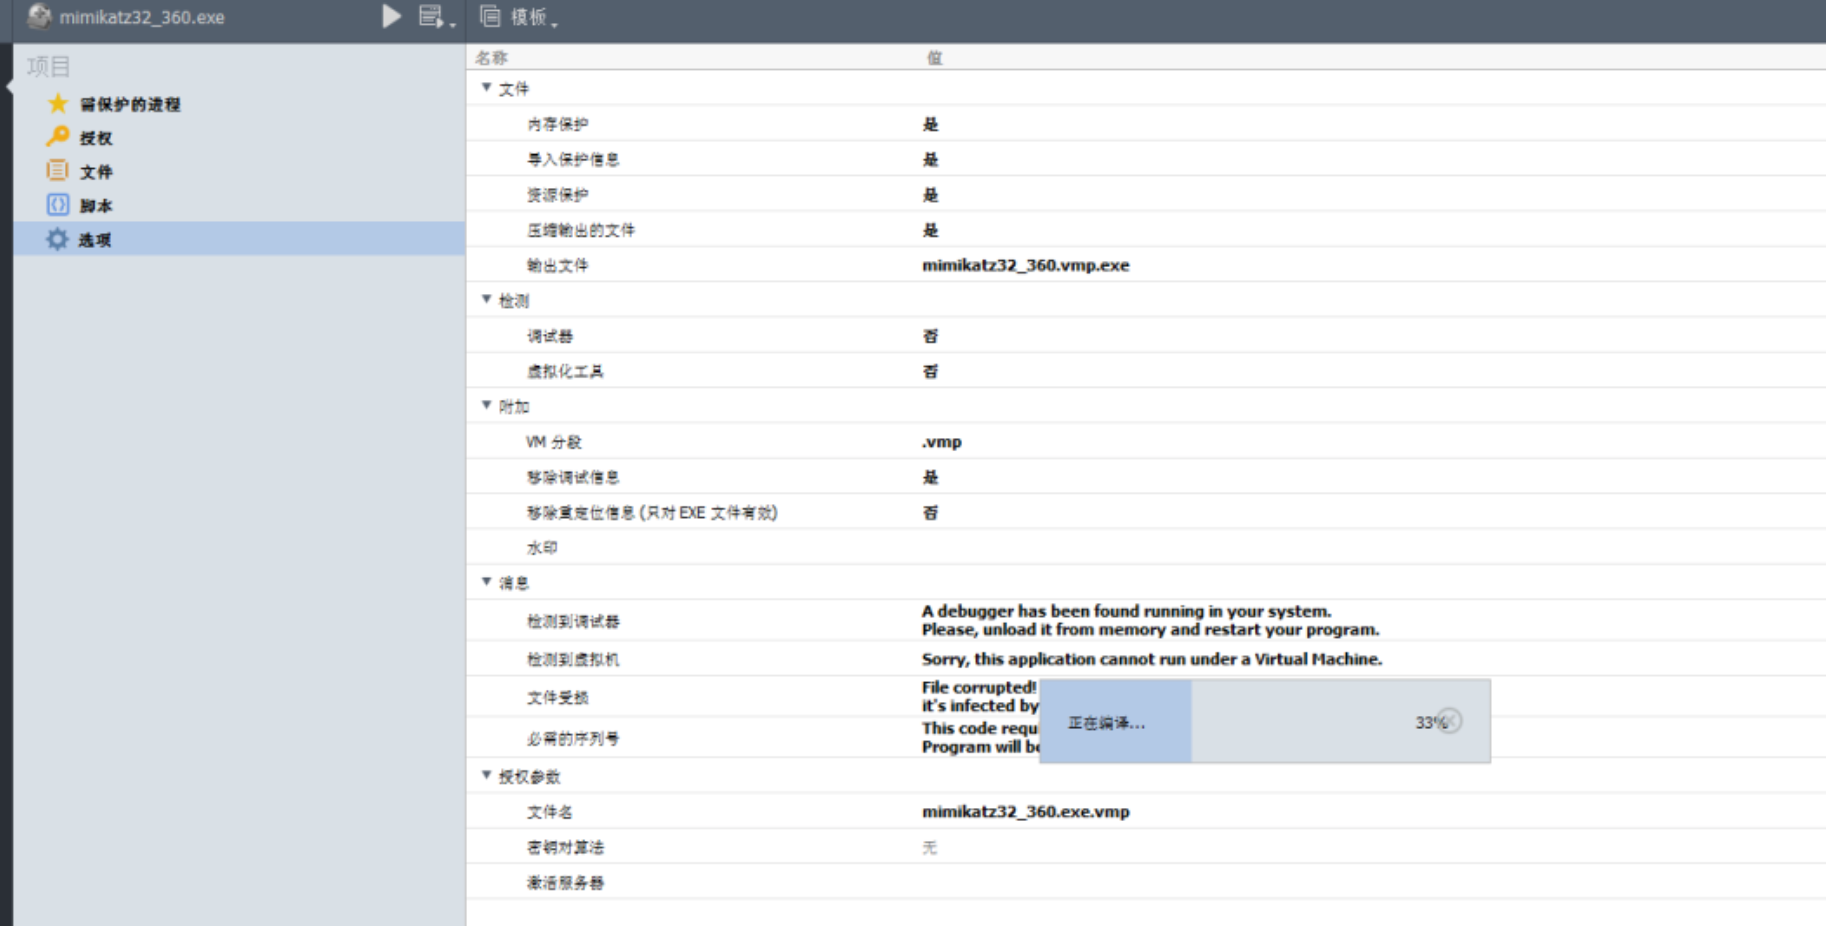 mimikatz32_360.exe
模板
项目
需保护的进程
授权
文件
脚本
选项
名称 值
文件
内存保护 是
导入保护信息 是
资源保护 是
压缩输出的文件 是
输出文件 mimikatz32_360.vmp.exe
检测
调试器 否
虚拟化工具 否
附加
VM 分段 .vmp
移除调试信息 是
移除重定位信息 (只对 EXE 文件有效) 否
水印
消息
检测到调试器 A debugger has been found running in your system.
Please, unload it from memory and restart your program.
检测到虚拟机 Sorry, this application cannot run under a Virtual Machine.
文件受损 File corrupted!
it's infected by
必需的序列号 This code requ
Program will be
正在编译... 33%
授权参数
文件名 mimikatz32_360.exe.vmp
密钥对算法 无
激活服务器